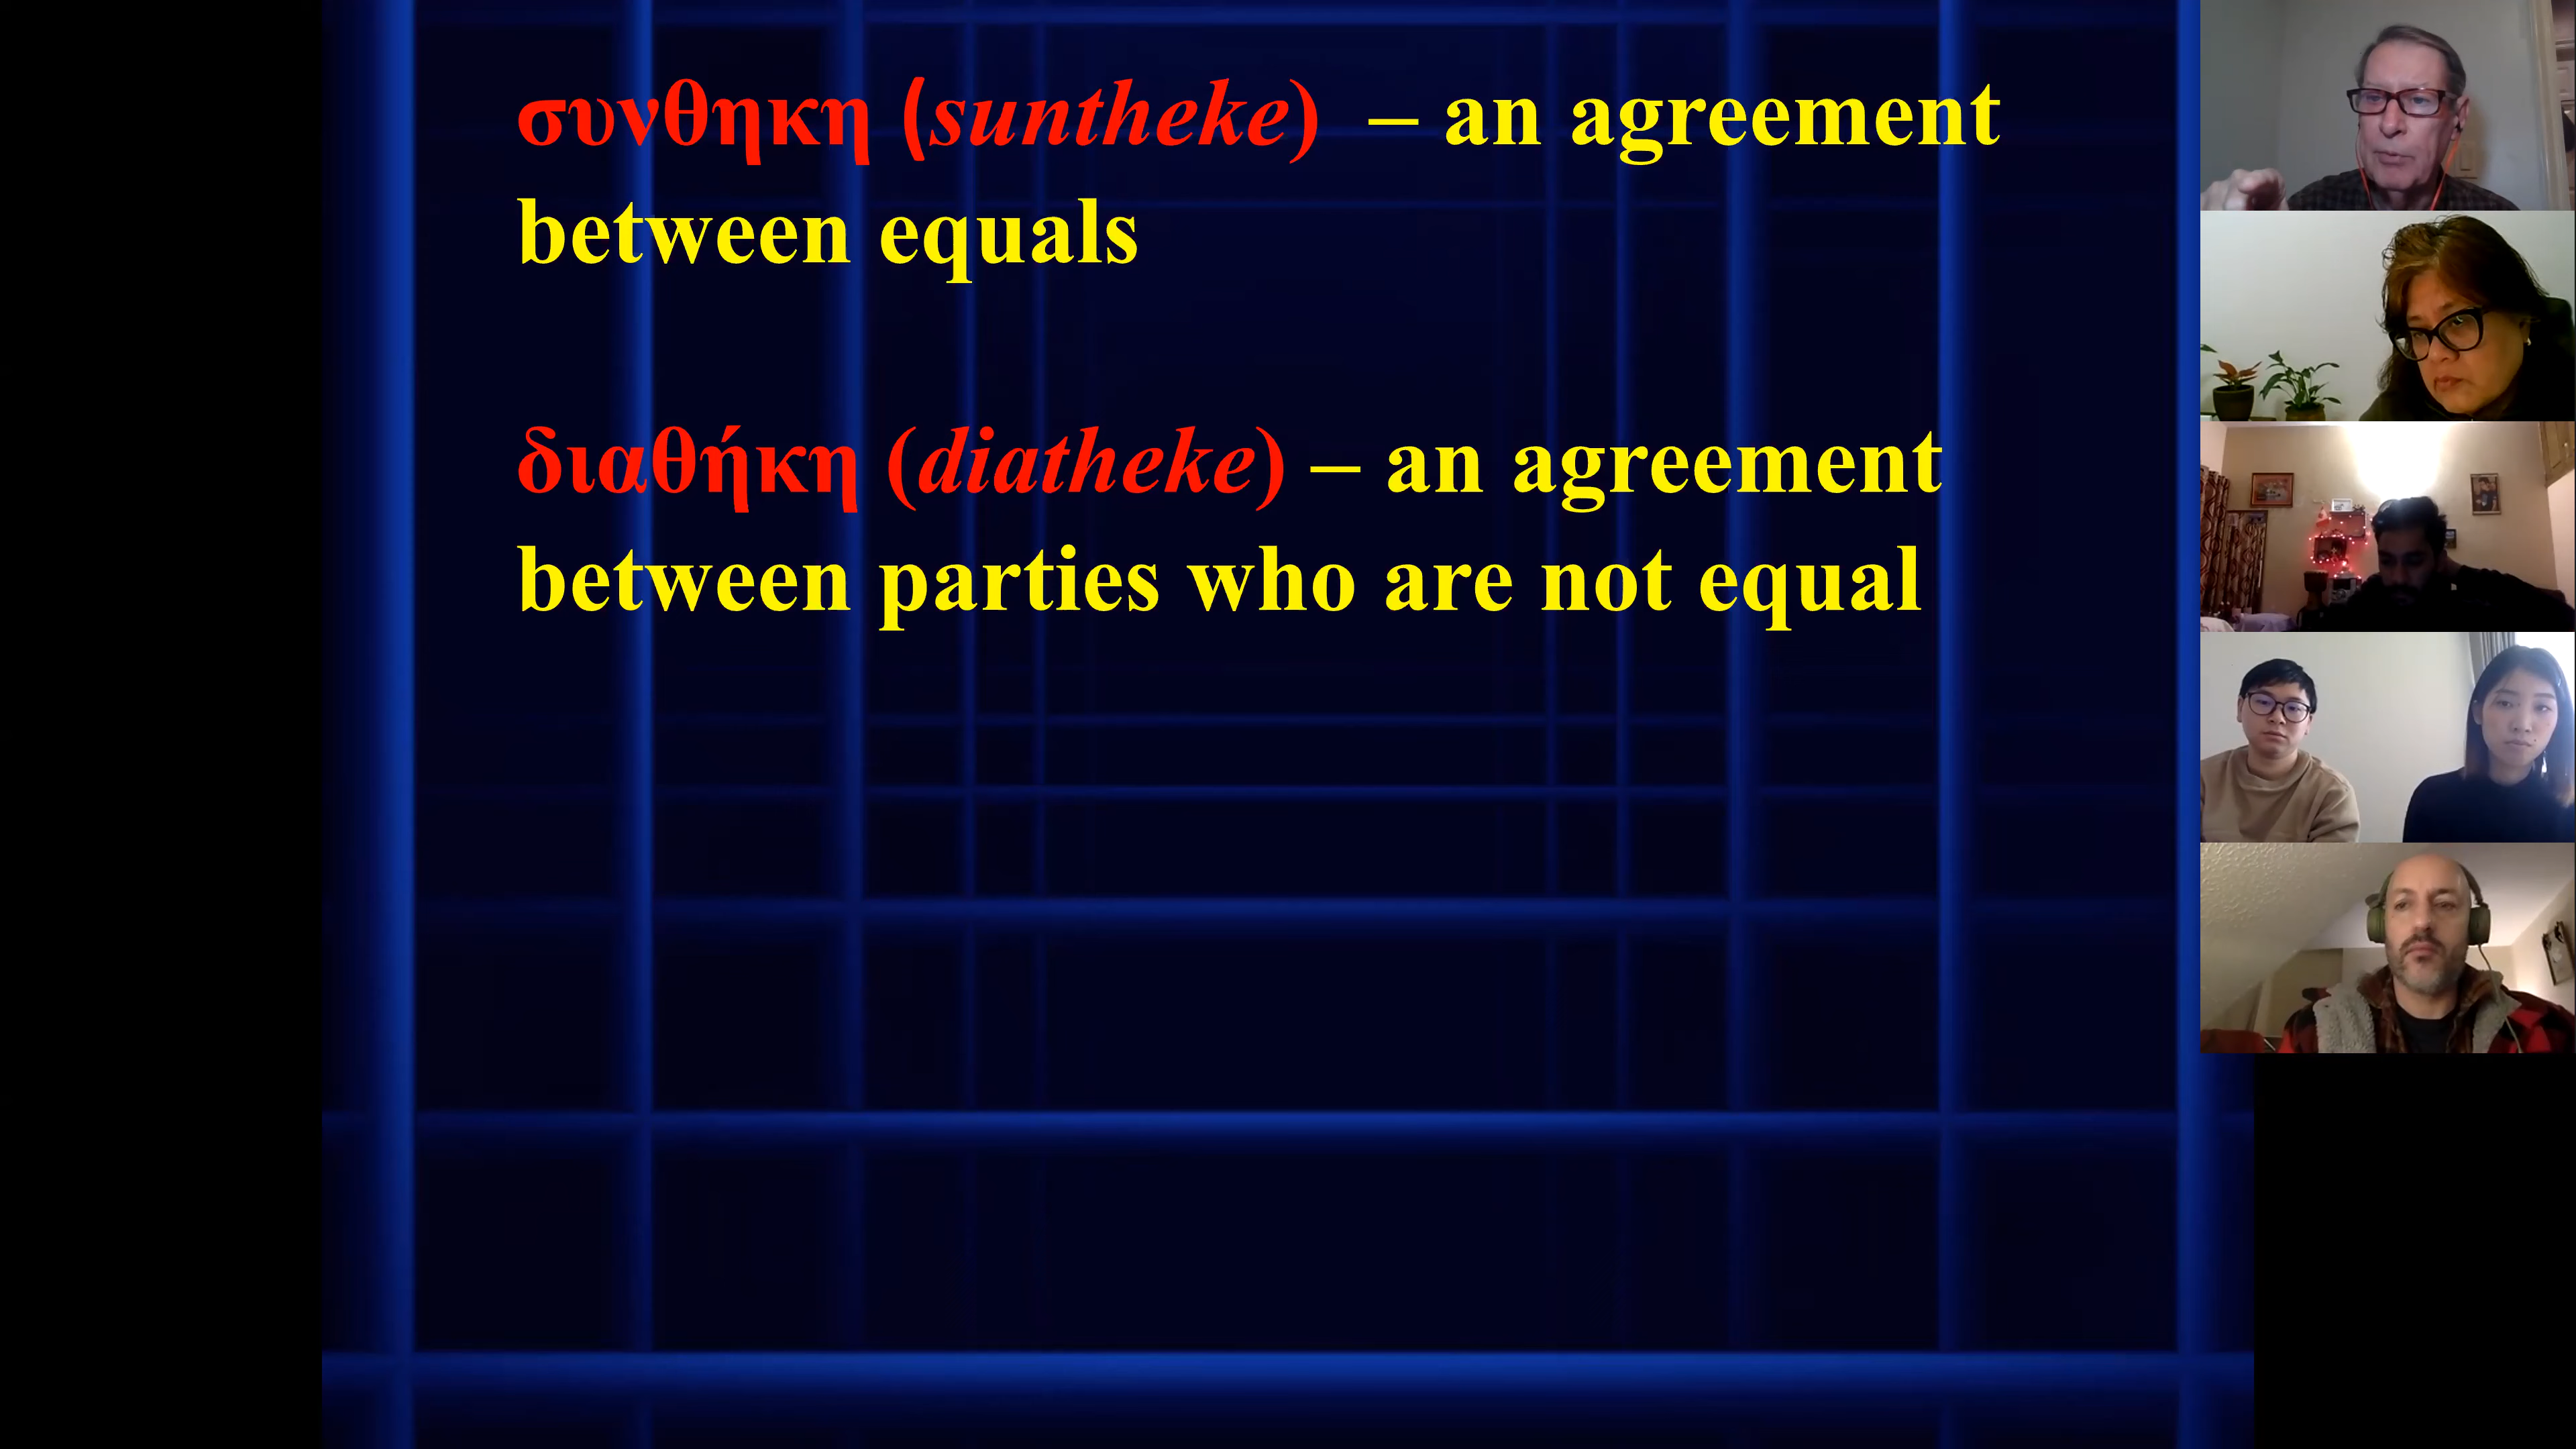 συνθηκη (suntheke) – an agreement
between equals
διαθήκη (diatheke) – an agreement
between parties who are not equal